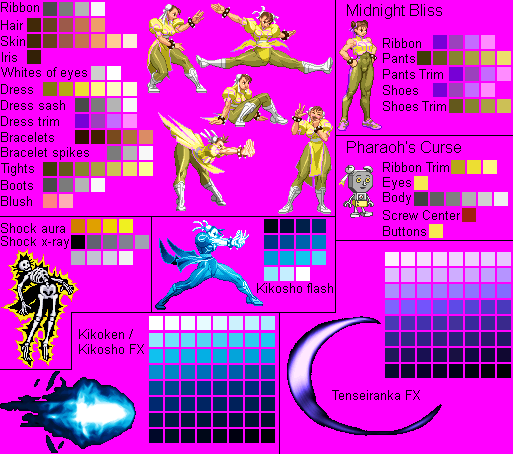 Ribbon
Hair
Skin
Iris
Whites of eyes
Dress
Dress sash
Dress trim
Bracelets
Bracelet spikes
Tights
Boots
Blush
Midnight Bliss
Ribbon
Pants
Pants Trim
Shoes
Shoes Trim
Pharaoh's Curse
Ribbon Trim
Eyes
Body
Screw Center
Buttons
Shock aura
Shock x-ray
Kikosho flash
Kikoken /
Kikosho FX
Tenseiranka FX